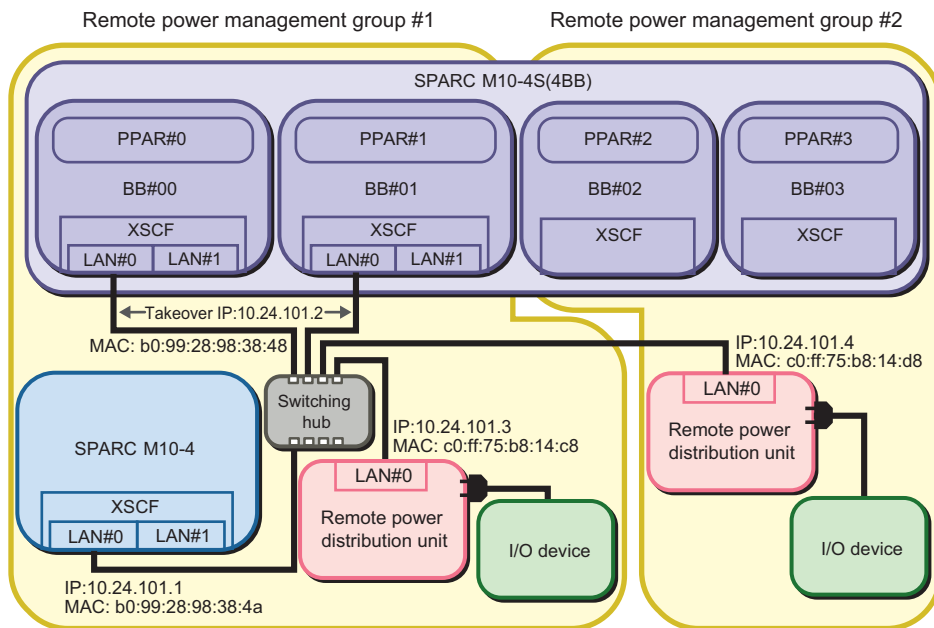 Remote power management group #1
Remote power management group #2
SPARC M10-4S(4BB)
PPAR#0
PPAR#1
PPAR#2
PPAR#3
BB#00
BB#01
BB#02
BB#03
XSCF
XSCF
XSCF
XSCF
LAN#0
LAN#1
LAN#0
LAN#1
Takeover IP:10.24.101.2
MAC: b0:99:28:98:38:48
IP:10.24.101.4
MAC: c0:ff:75:b8:14:d8
Switching
hub
LAN#0
Remote power
distribution unit
IP:10.24.101.3
MAC: c0:ff:75:b8:14:c8
SPARC M10-4
LAN#0
Remote power
distribution unit
XSCF
LAN#0
LAN#1
I/O device
I/O device
IP:10.24.101.1
MAC: b0:99:28:98:38:4a